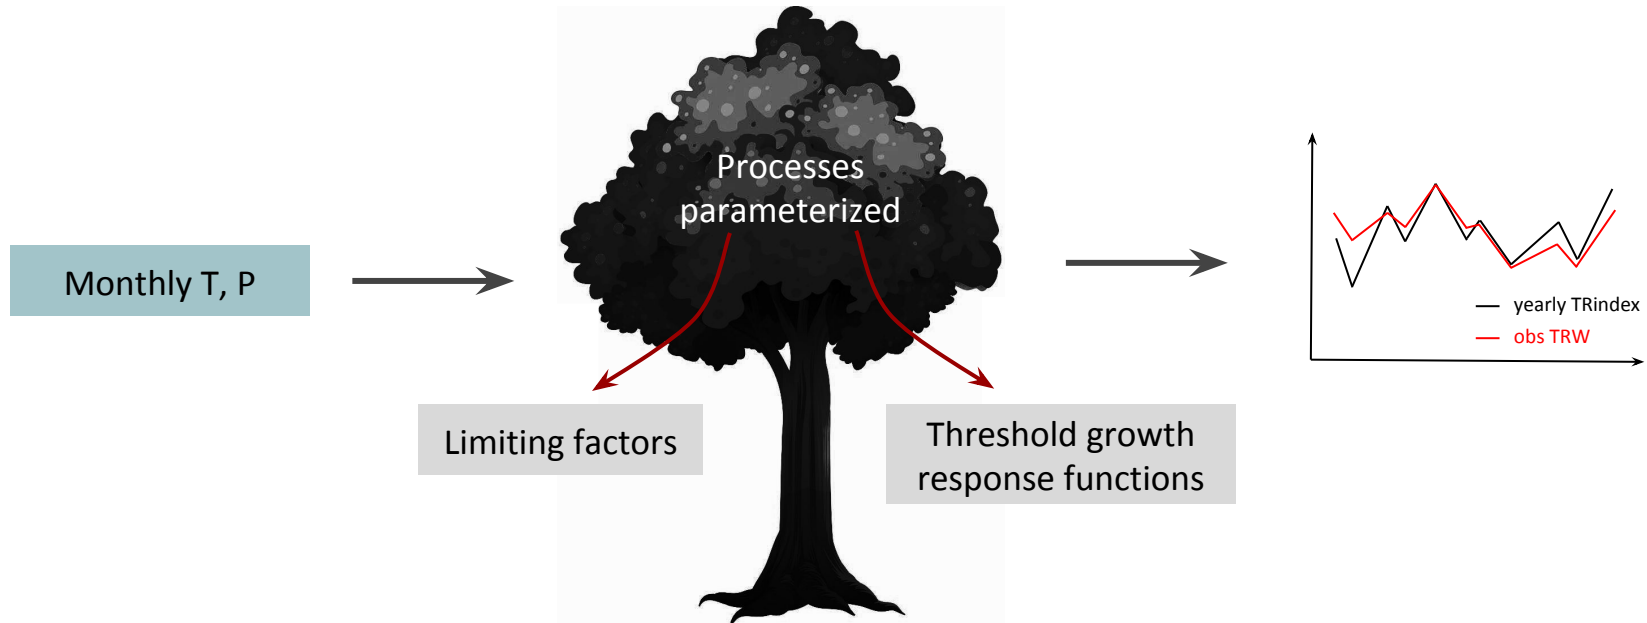 Monthly T, P
Processes
parameterized
Limiting factors
Threshold growth
response functions
yearly TRindex
obs TRW